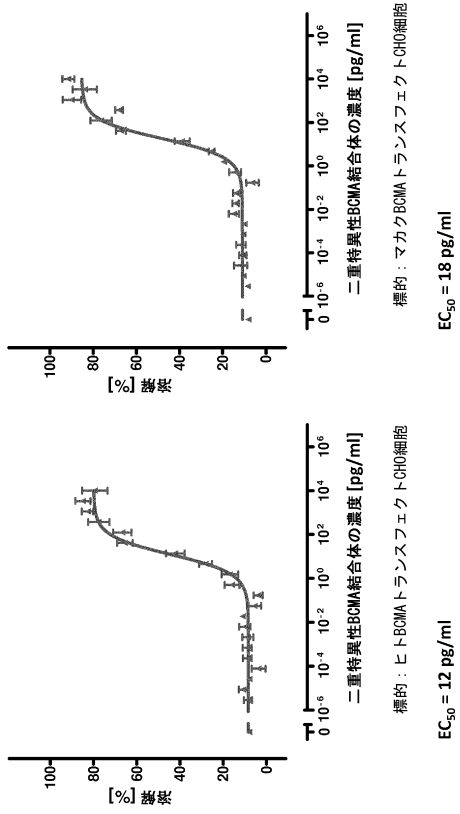 溶解 [%]
100
80
60
40
20
0
0 10⁻⁶ 10⁻⁴ 10⁻² 10⁰ 10² 10⁴ 10⁶
二重特異性BCMA結合体の濃度 [pg/ml]
標的：ヒトBCMAトランスフェクトCHO細胞
EC₅₀ = 12 pg/ml
溶解 [%]
100
80
60
40
20
0
0 10⁻⁶ 10⁻⁴ 10⁻² 10⁰ 10² 10⁴ 10⁶
二重特異性BCMA結合体の濃度 [pg/ml]
標的：マカクBCMAトランスフェクトCHO細胞
EC₅₀ = 18 pg/ml